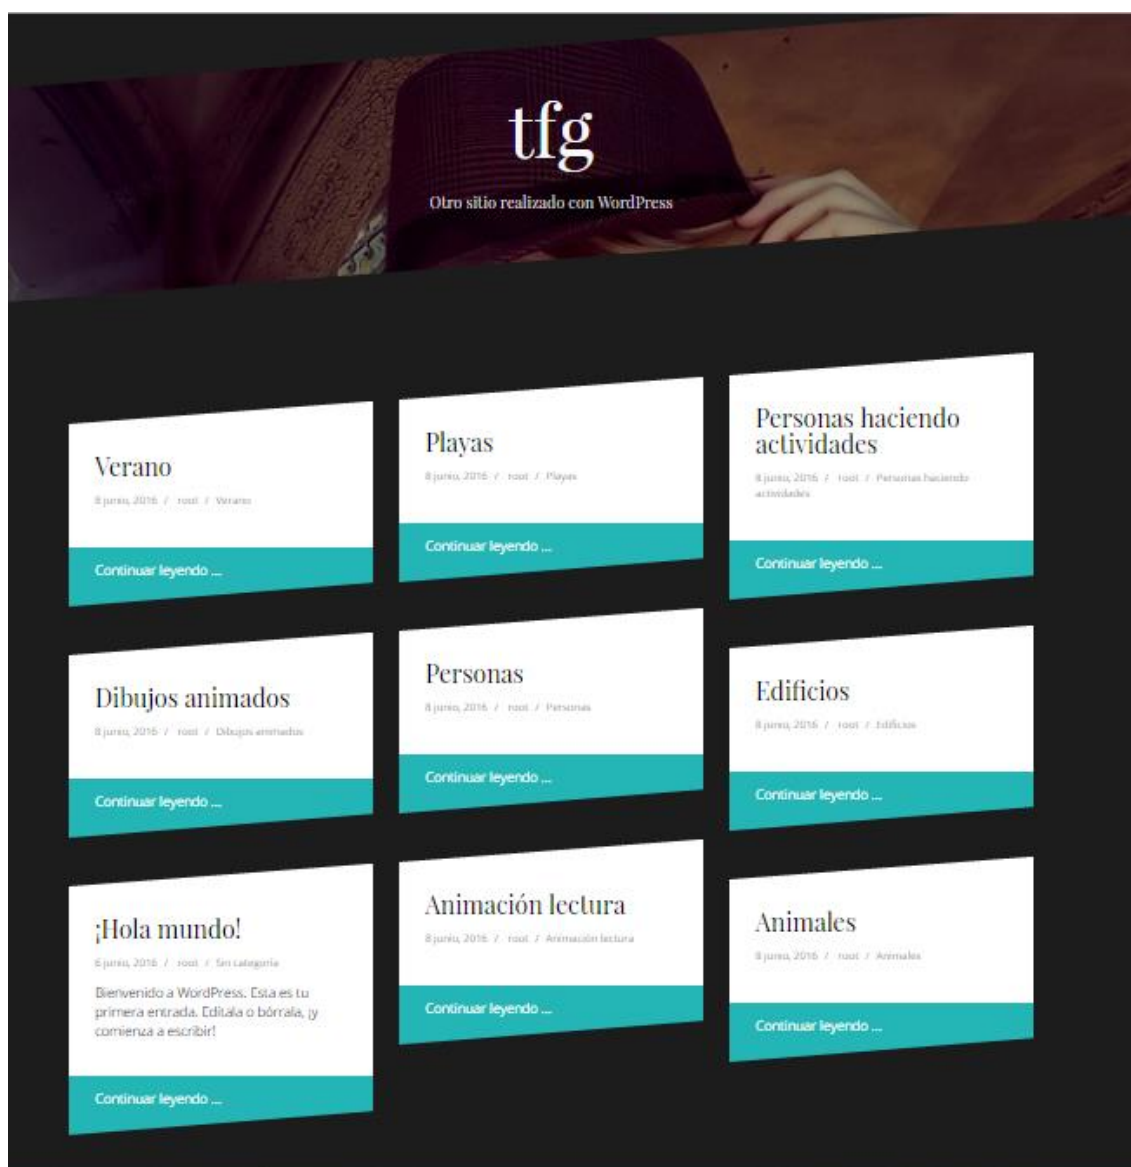 tfg
Otro sitio realizado con WordPress
Verano
8 junio, 2016 / root / Verano
Continuar leyendo ...
Playas
8 junio, 2016 / root / Playas
Continuar leyendo ...
Personas haciendo
actividades
8 junio, 2016 / root / Personas haciendo
actividades
Continuar leyendo ...
Dibujos animados
8 junio, 2016 / root / Dibujos animados
Continuar leyendo ...
Personas
8 junio, 2016 / root / Personas
Continuar leyendo ...
Edificios
8 junio, 2016 / root / Edificios
Continuar leyendo ...
¡Hola mundo!
6 junio, 2016 / root / Sin categoría
Bienvenido a WordPress. Esta es tu
primera entrada. Edítala o bórrala, ¡y
comienza a escribir!
Continuar leyendo ...
Animación lectura
8 junio, 2016 / root / Animación lectura
Continuar leyendo ...
Animales
8 junio, 2016 / root / Animales
Continuar leyendo ...